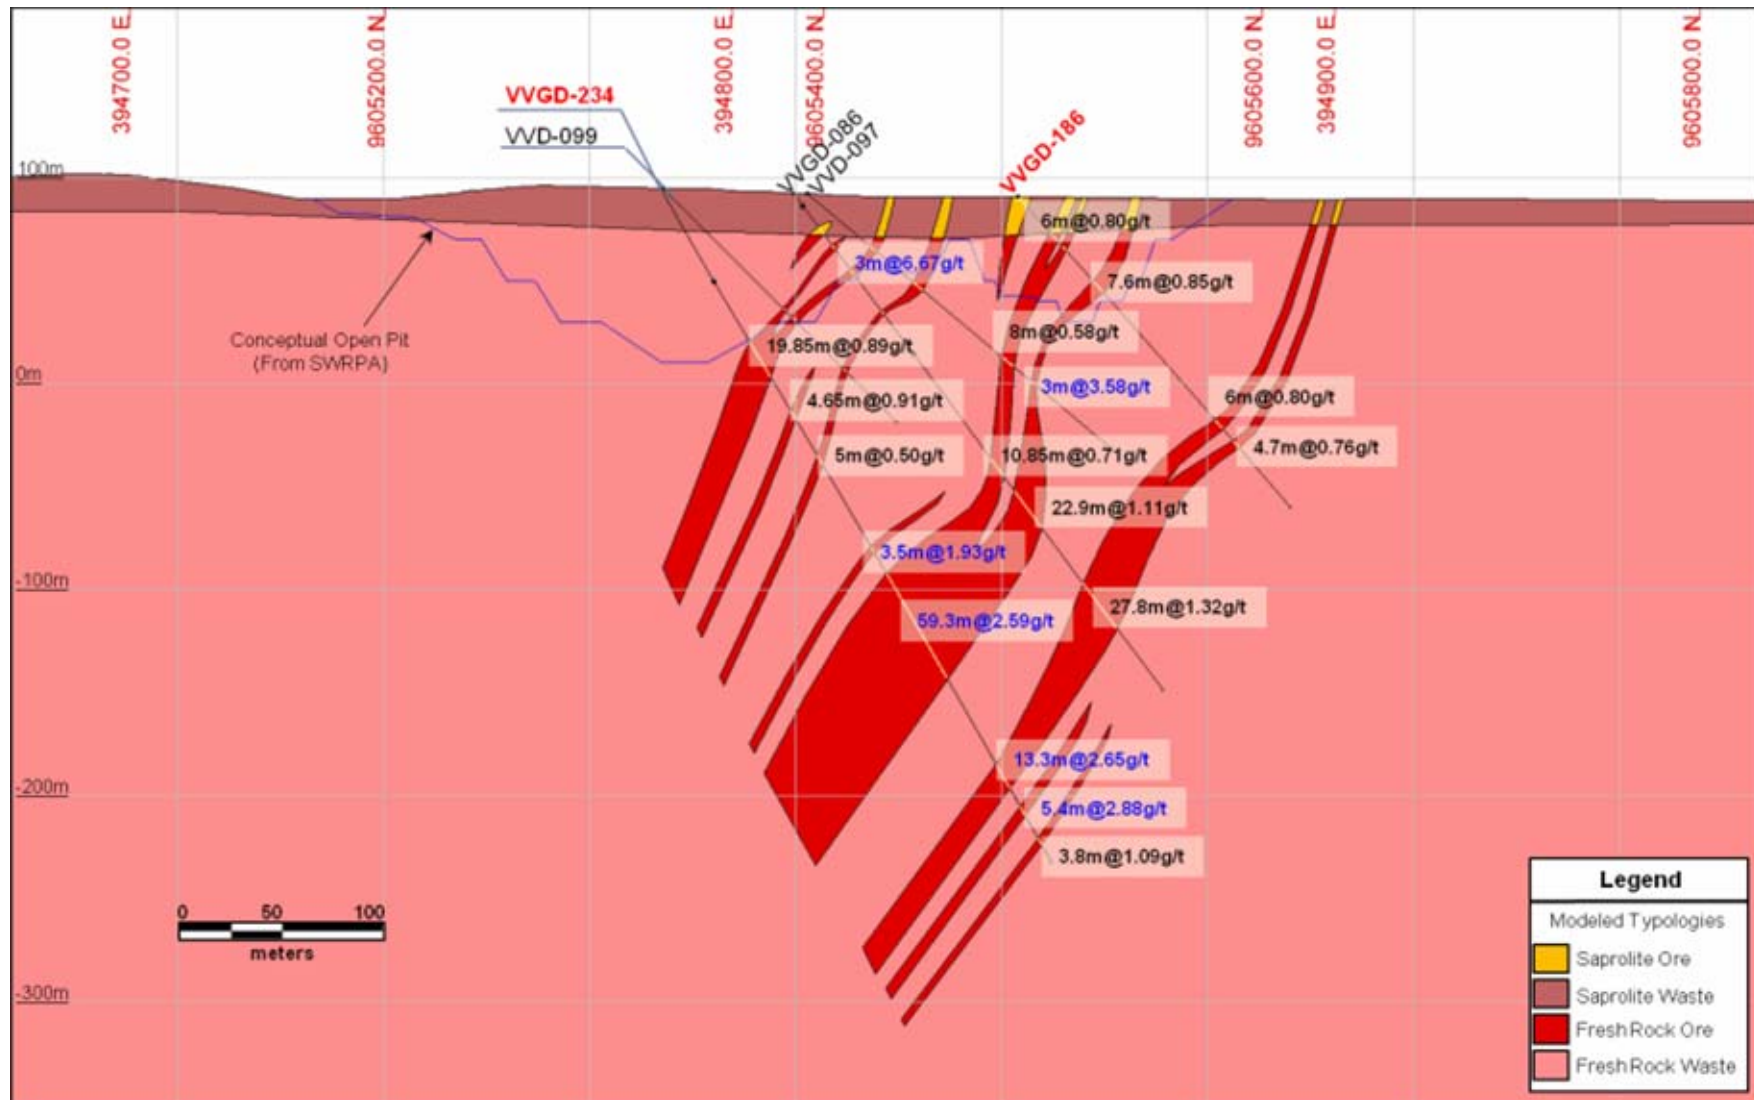 394700.0 E
9605200.0 N
394800.0 E
9605400.0 N
9605600.0 N
394900.0 E
9605800.0 N
VVGD-234
VVD-099
VVGD-086
VVD-097
VVGD-186
100m
0m
-100m
-200m
-300m
Conceptual Open Pit
(From SWRPA)
6m@0.80g/t
3m@6.67g/t
7.6m@0.85g/t
8m@0.58g/t
19.85m@0.89g/t
3m@3.58g/t
6m@0.80g/t
4.65m@0.91g/t
4.7m@0.76g/t
5m@0.50g/t
10.85m@0.71g/t
22.9m@1.11g/t
3.5m@1.93g/t
27.8m@1.32g/t
59.3m@2.59g/t
13.3m@2.65g/t
5.4m@2.88g/t
3.8m@1.09g/t
0 50 100
meters
Legend
Modeled Typologies
Saprolite Ore
Saprolite Waste
Fresh Rock Ore
Fresh Rock Waste